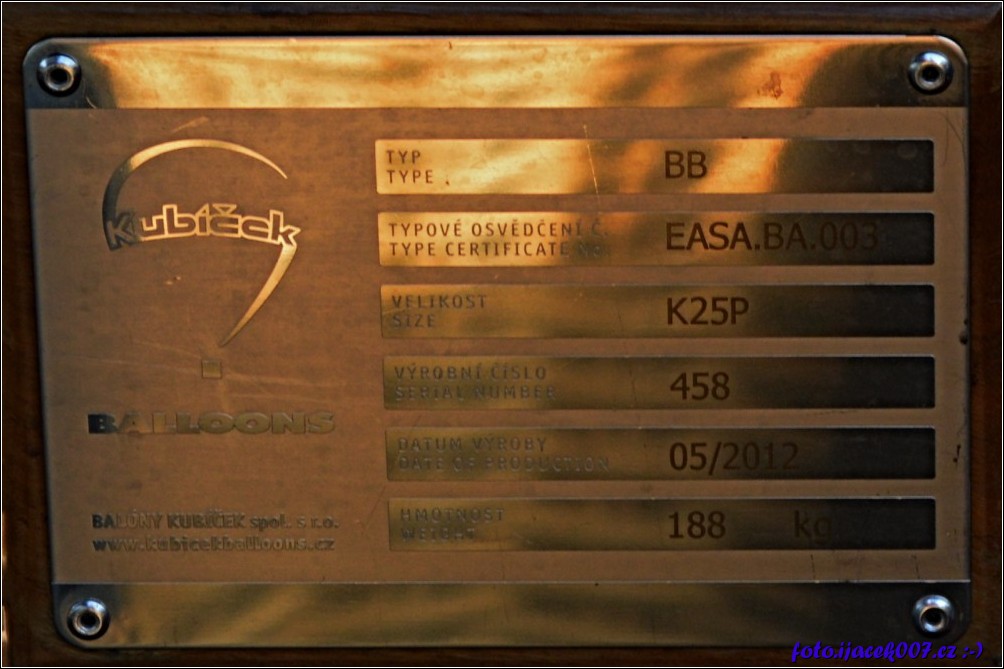 Kubíček
BALLOONS
BALÓNY KUBÍČEK spol. s r.o.
www.kubicekballoons.cz
TYP
TYPE
BB
TYPOVÉ OSVĚDČENÍ Č.
TYPE CERTIFICATE No.
EASA.BA.003
VELIKOST
SIZE
K25P
VÝROBNÍ ČÍSLO
SERIAL NUMBER
458
DATUM VÝROBY
DATE OF PRODUCTION
05/2012
HMOTNOST
WEIGHT
188 kg
foto.ijacek007.cz ;-)